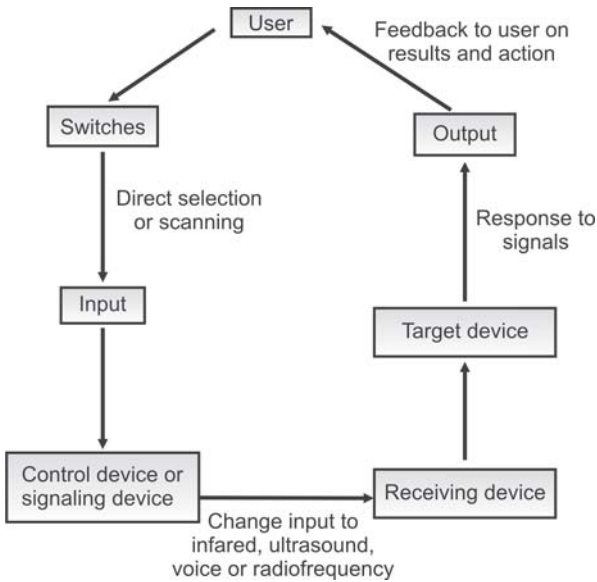 User
Feedback to user on
results and action
Switches
Output
Direct selection
or scanning
Response to
signals
Input
Target device
Control device or
signaling device
Receiving device
Change input to
infared, ultrasound,
voice or radiofrequency